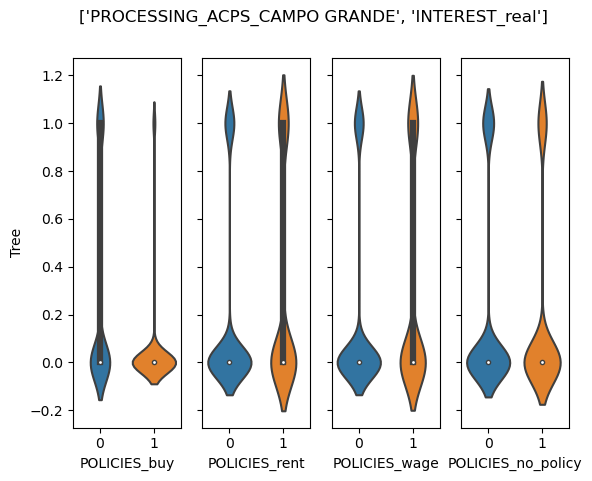 ['PROCESSING_ACPS_CAMPO GRANDE', 'INTEREST_real']
Tree
1.2
1.0
0.8
0.6
0.4
0.2
0.0
−0.2
0 1 0 1 0 1 0 1
POLICIES_buy POLICIES_rent POLICIES_wage POLICIES_no_policy